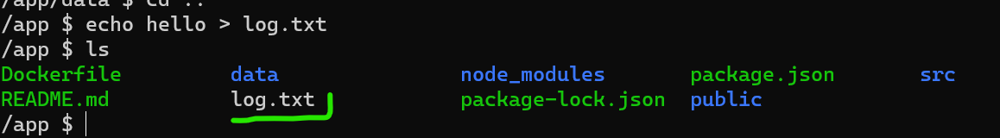 /app/data $ cd ..
/app $ echo hello > log.txt
/app $ ls
Dockerfile data node_modules package.json src
README.md log.txt package-lock.json public
/app $